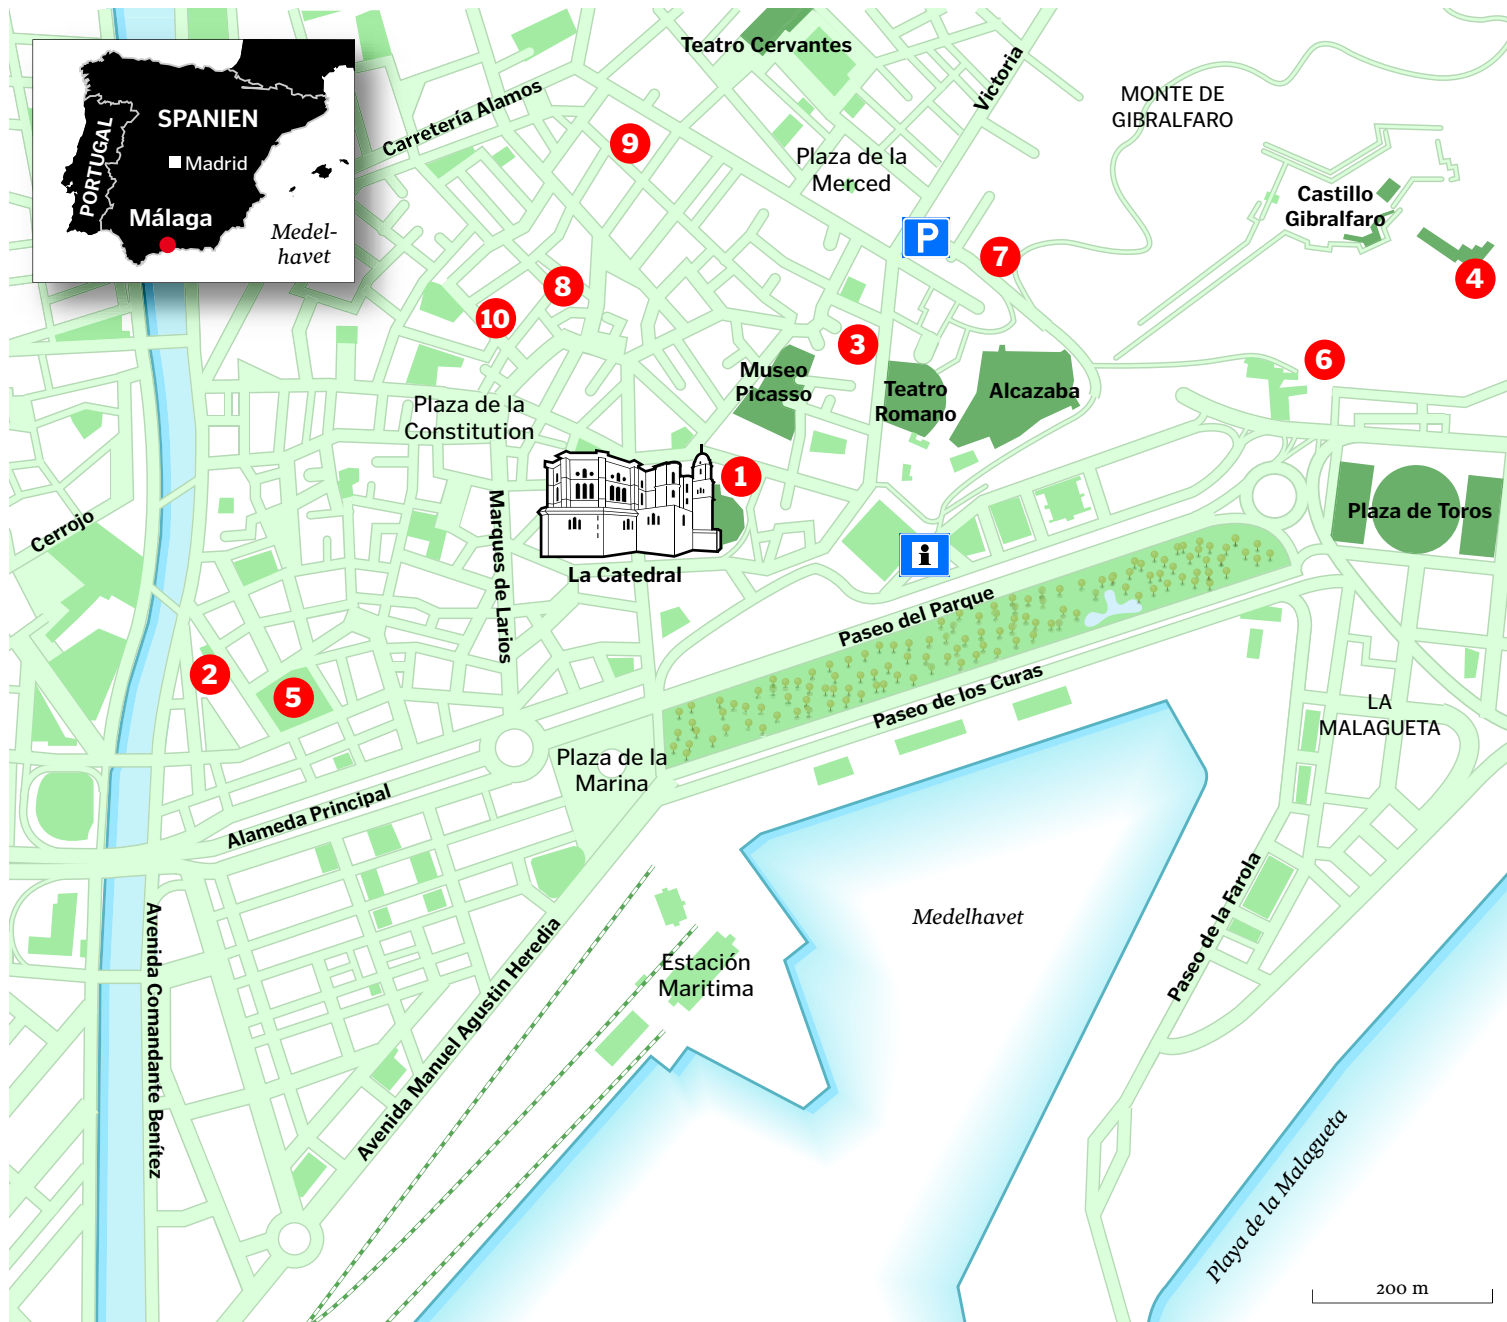 Teatro Cervantes
Victoria
MONTE DE
GIBRALFARO
SPANIEN
PORTUGAL
Madrid
Málaga
Medel-
havet
Carretería Alamos
9
Plaza de la
Merced
Castillo
Gibralfaro
P
7
4
8
10
3
6
Museo
Picasso
Teatro
Romano
Alcazaba
Plaza de la
Constitution
1
Cerrojo
Marques de Larios
La Catedral
i
Plaza de Toros
Paseo del Parque
2
5
Paseo de los Curas
LA
MALAGUETA
Plaza de la
Marina
Alameda Principal
Avenida Comandante Benítez
Avenida Manuel Agustin Heredia
Estación
Maritima
Medelhavet
Paseo de la Farola
Playa de la Malagueta
200 m